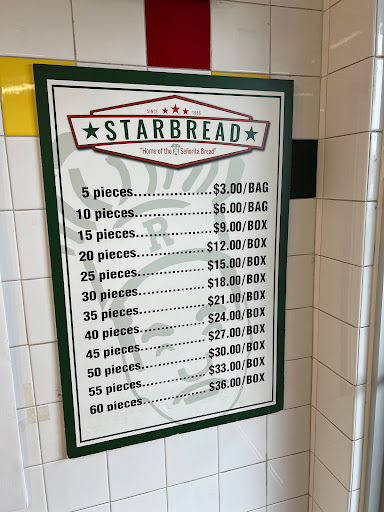 SINCE ★★★ 1986
★ STARBREAD ★
"Home of the Señorita Bread"
5 pieces..............$3.00/BAG
10 pieces.............$6.00/BAG
15 pieces.............$9.00/BOX
20 pieces...........$12.00/BOX
25 pieces...........$15.00/BOX
30 pieces...........$18.00/BOX
35 pieces...........$21.00/BOX
40 pieces ..........$24.00/BOX
45 pieces...........$27.00/BOX
50 pieces...........$30.00/BOX
55 pieces...........$33.00/BOX
60 pieces...........$36.00/BOX
R